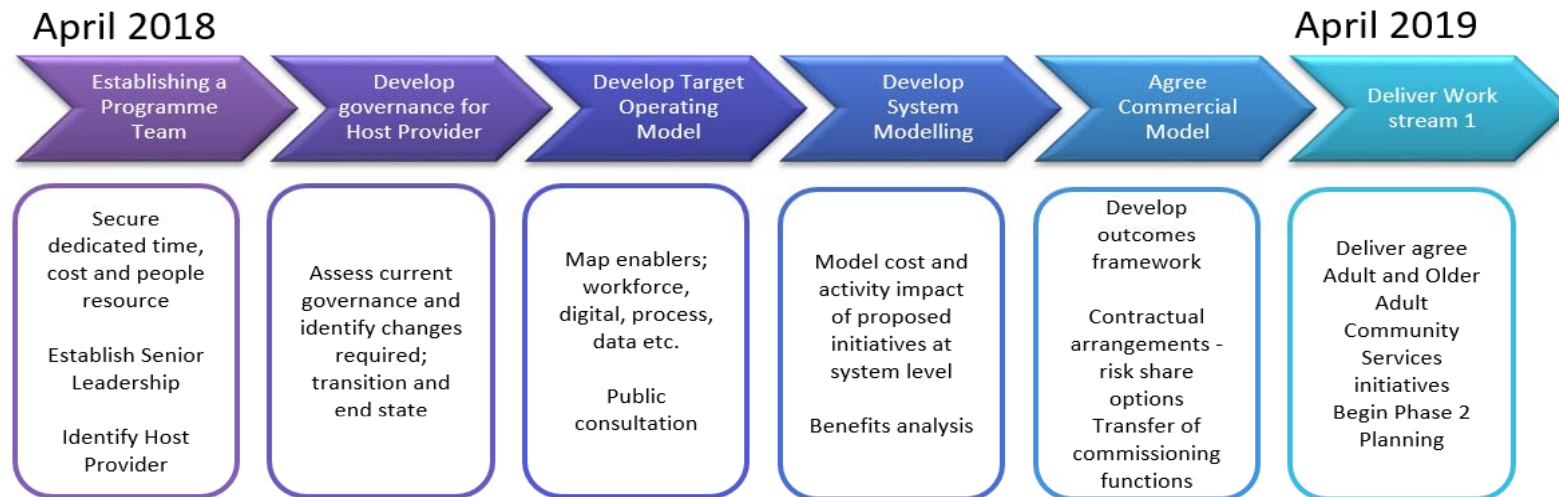 April 2018
April 2019
Establishing a
Programme
Team
Develop
governance for
Host Provider
Develop Target
Operating
Model
Develop
System
Modelling
Agree
Commercial
Model
Deliver Work
stream 1
Secure
dedicated time,
cost and people
resource
Establish Senior
Leadership
Identify Host
Provider
Assess current
governance and
identify changes
required;
transition and
end state
Map enablers;
workforce,
digital, process,
data etc.
Public
consultation
Model cost and
activity impact
of proposed
initiatives at
system level
Benefits analysis
Develop
outcomes
framework
Contractual
arrangements -
risk share
options
Transfer of
commissioning
functions
Deliver agree
Adult and Older
Adult
Community
Services
initiatives
Begin Phase 2
Planning